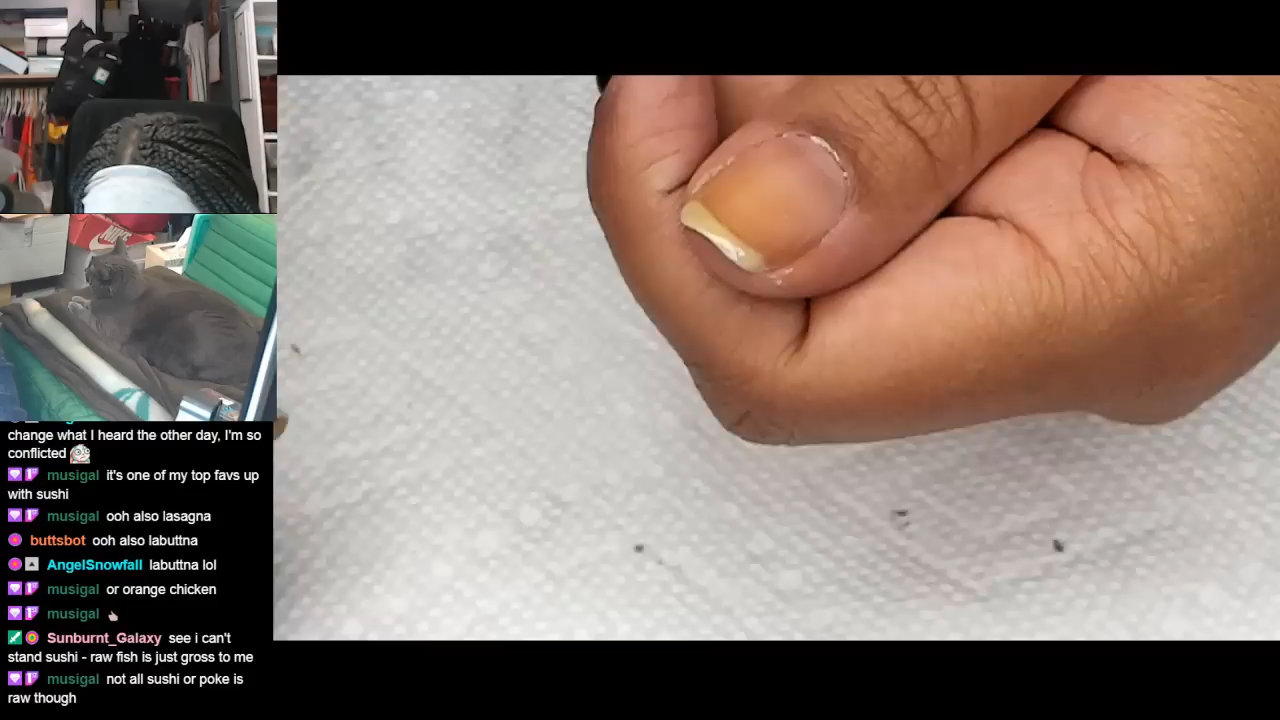 change what I heard the other day, I'm so
conflicted
musigal it's one of my top favs up
with sushi
musigal ooh also lasagna
buttsbot ooh also labuttna
AngelSnowfall labuttna lol
musigal or orange chicken
musigal
Sunburnt_Galaxy see i can't
stand sushi - raw fish is just gross to me
musigal not all sushi or poke is
raw though